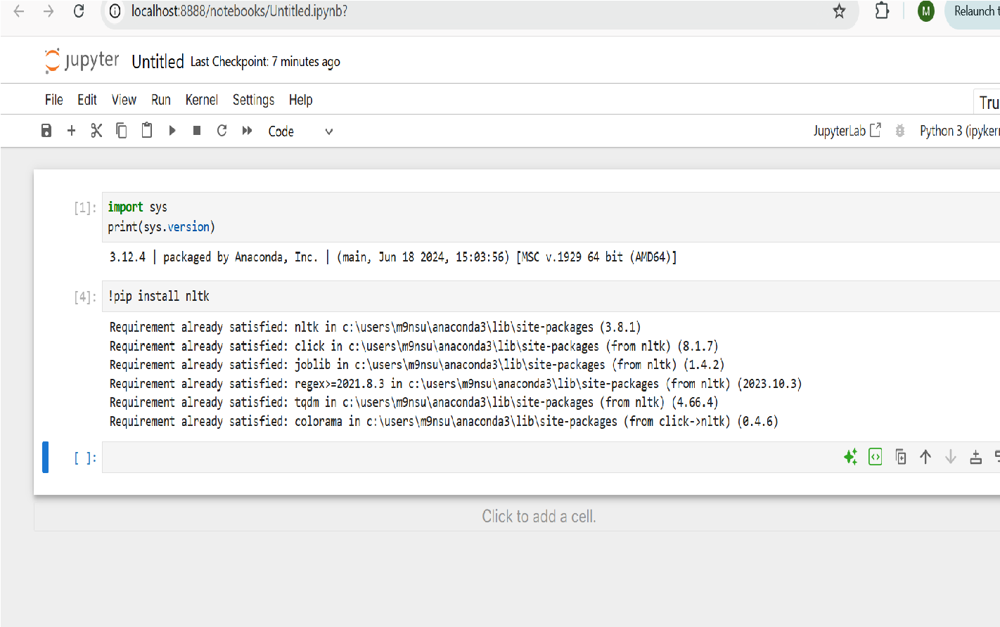 localhost:8888/notebooks/Untitled.ipynb?
M
Relaunch t
jupyter Untitled Last Checkpoint: 7 minutes ago
File Edit View Run Kernel Settings Help
Tru
Code
JupyterLab
Python 3 (ipykern
[1]: import sys
print(sys.version)
3.12.4 | packaged by Anaconda, Inc. | (main, Jun 18 2024, 15:03:56) [MSC v.1929 64 bit (AMD64)]
[4]: !pip install nltk
Requirement already satisfied: nltk in c:\users\m9nsu\anaconda3\lib\site-packages (3.8.1)
Requirement already satisfied: click in c:\users\m9nsu\anaconda3\lib\site-packages (from nltk) (8.1.7)
Requirement already satisfied: joblib in c:\users\m9nsu\anaconda3\lib\site-packages (from nltk) (1.4.2)
Requirement already satisfied: regex>=2021.8.3 in c:\users\m9nsu\anaconda3\lib\site-packages (from nltk) (2023.10.3)
Requirement already satisfied: tqdm in c:\users\m9nsu\anaconda3\lib\site-packages (from nltk) (4.66.4)
Requirement already satisfied: colorama in c:\users\m9nsu\anaconda3\lib\site-packages (from click->nltk) (0.4.6)
[ ]:
Click to add a cell.